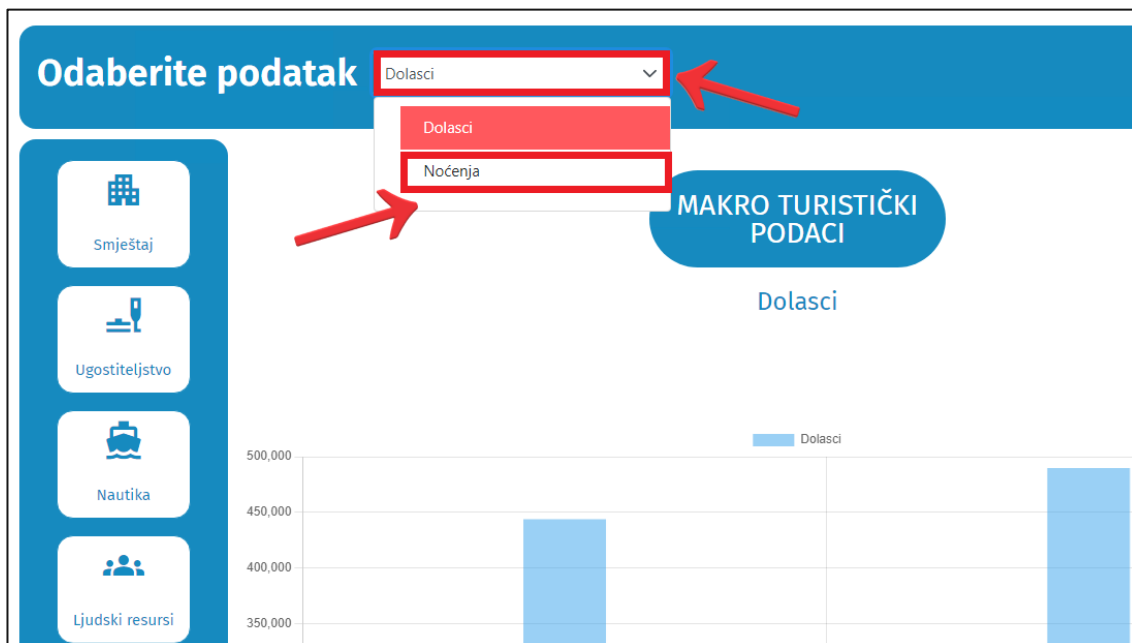 Odaberite podatak
Dolasci
Dolasci
Noćenja
Smještaj
Ugostiteljstvo
Nautika
Ljudski resursi
MAKRO TURISTIČKI
PODACI
Dolasci
Dolasci
500,000
450,000
400,000
350,000